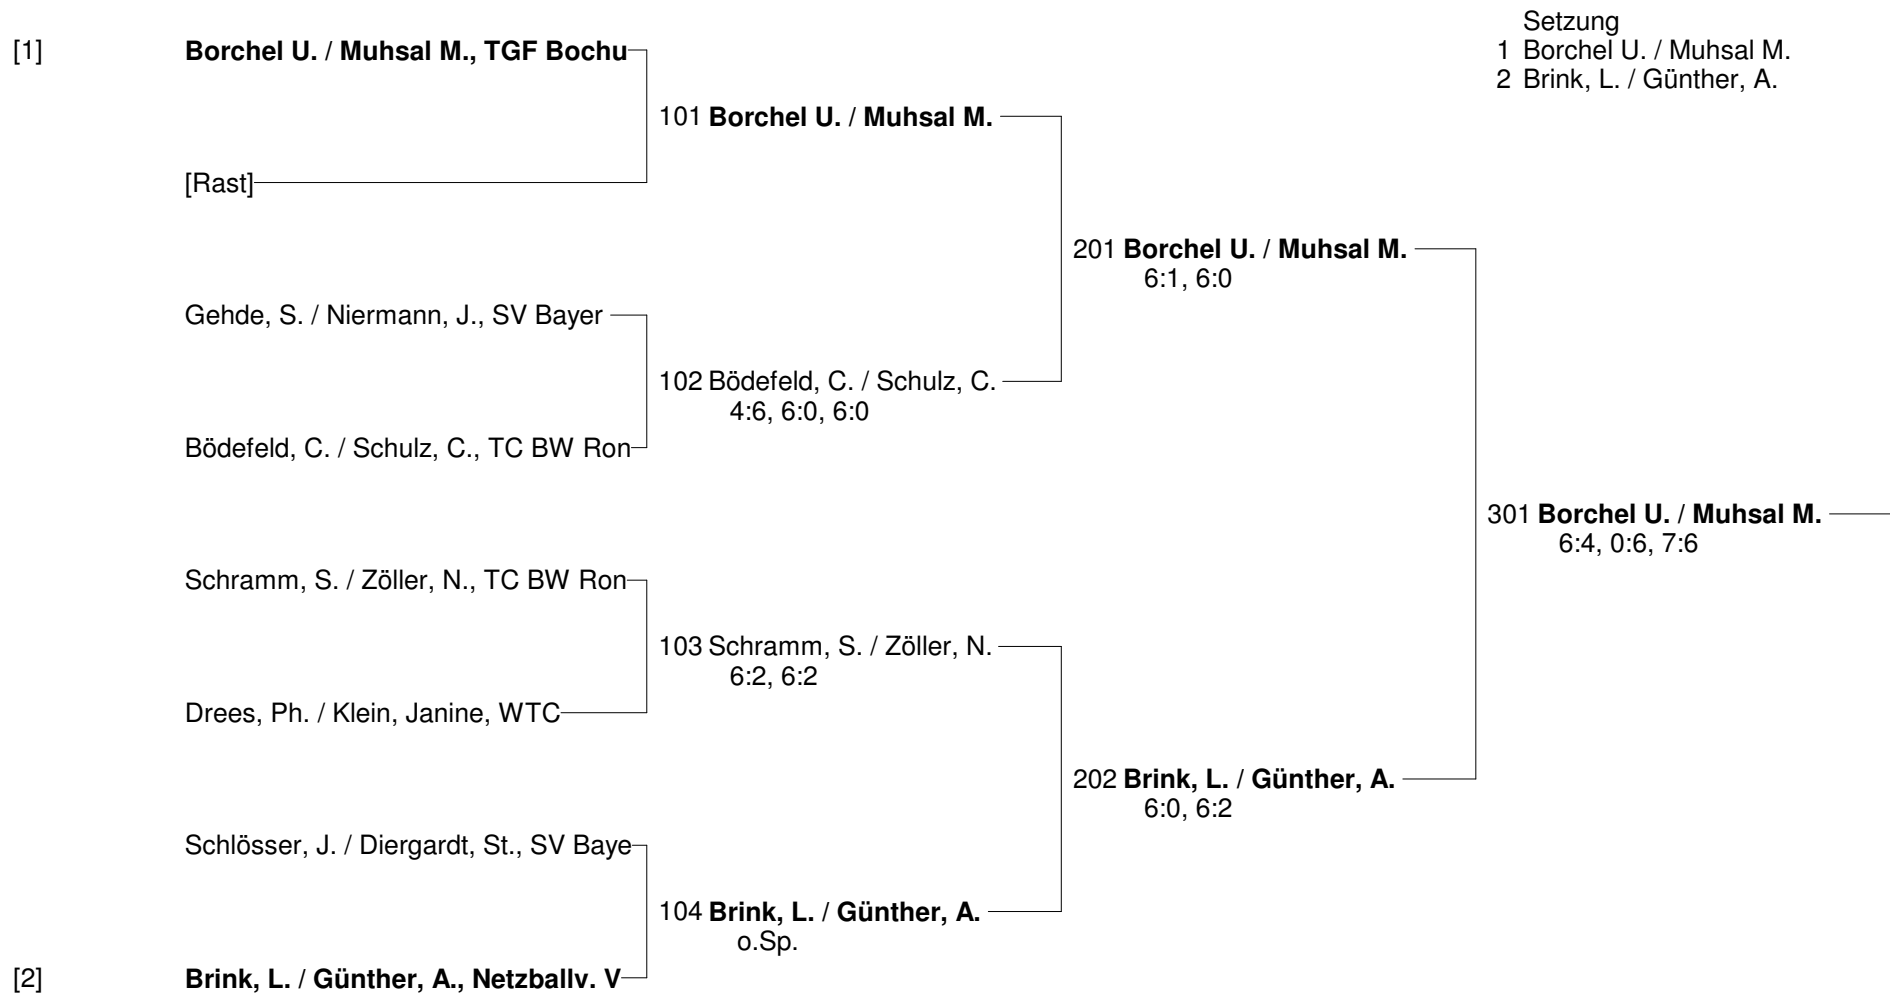 Setzung
1 Borchel U. / Muhsal M.
2 Brink, L. / Günther, A.
[1] Borchel U. / Muhsal M., TGF Bochu
101 Borchel U. / Muhsal M.
[Rast]
201 Borchel U. / Muhsal M.
6:1, 6:0
Gehde, S. / Niermann, J., SV Bayer
102 Bödefeld, C. / Schulz, C.
4:6, 6:0, 6:0
Bödefeld, C. / Schulz, C., TC BW Ron
301 Borchel U. / Muhsal M.
6:4, 0:6, 7:6
Schramm, S. / Zöller, N., TC BW Ron
103 Schramm, S. / Zöller, N.
6:2, 6:2
Drees, Ph. / Klein, Janine, WTC
202 Brink, L. / Günther, A.
6:0, 6:2
Schlösser, J. / Diergardt, St., SV Baye
104 Brink, L. / Günther, A.
o.Sp.
[2] Brink, L. / Günther, A., Netzballv. V